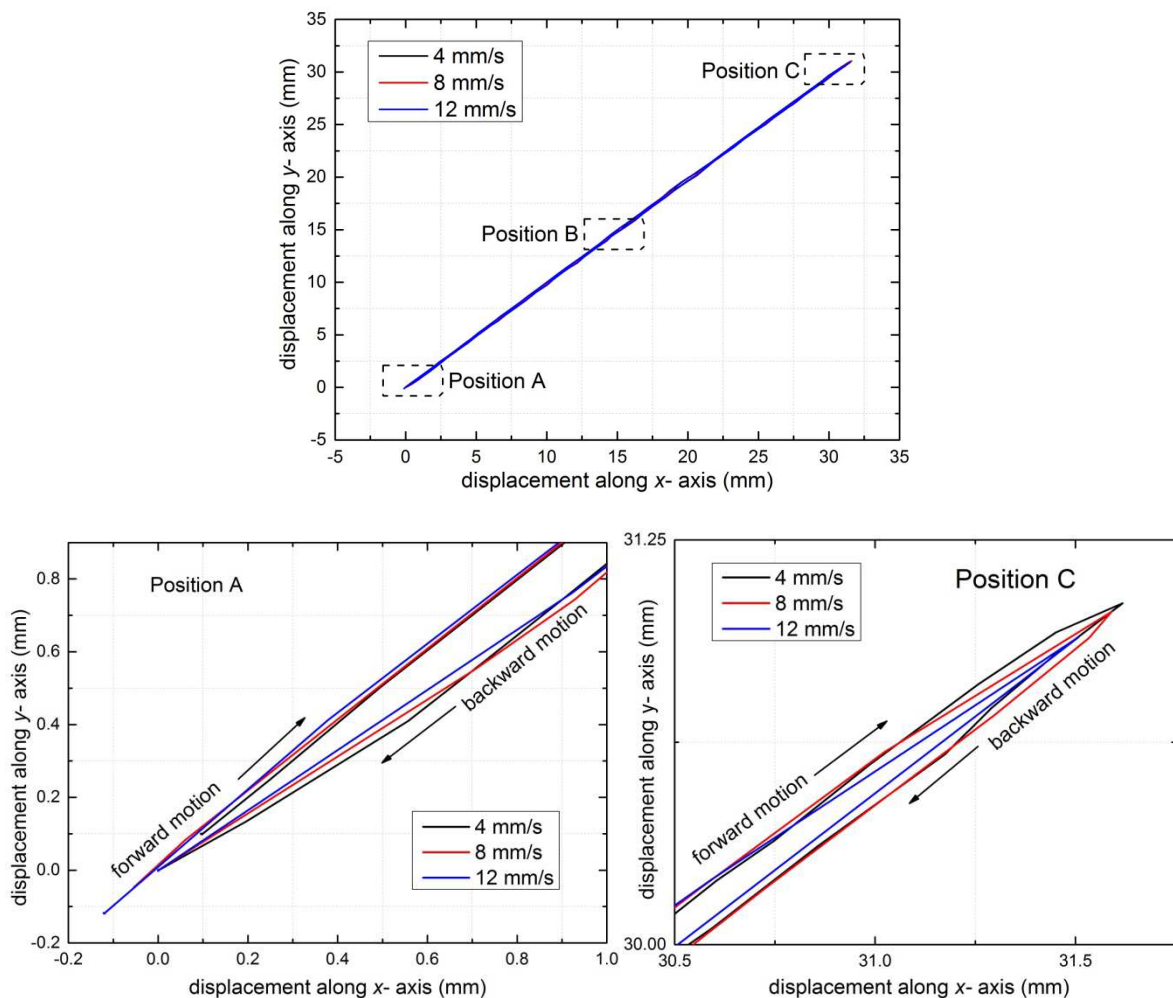 35
30
25
20
15
10
5
0
-5
displacement along y- axis (mm)
4 mm/s
8 mm/s
12 mm/s
Position C
Position B
Position A
-5 0 5 10 15 20 25 30 35
displacement along x- axis (mm)
0.8
0.6
0.4
0.2
0.0
-0.2
displacement along y- axis (mm)
Position A
forward motion
backward motion
4 mm/s
8 mm/s
12 mm/s
-0.2 0.0 0.2 0.4 0.6 0.8 1.0
displacement along x- axis (mm)
31.25
30.00
displacement along y- axis (mm)
4 mm/s
8 mm/s
12 mm/s
Position C
forward motion
backward motion
30.5 31.0 31.5
displacement along x- axis (mm)